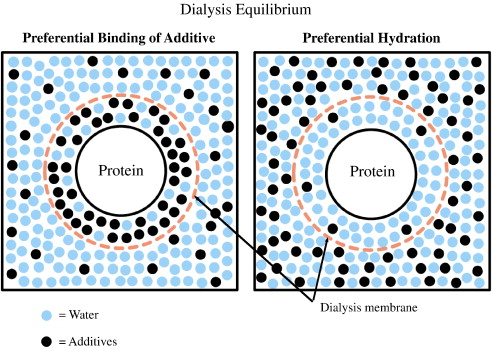 Dialysis Equilibrium
Preferential Binding of Additive
Preferential Hydration
Protein
Protein
Dialysis membrane
= Water
= Additives